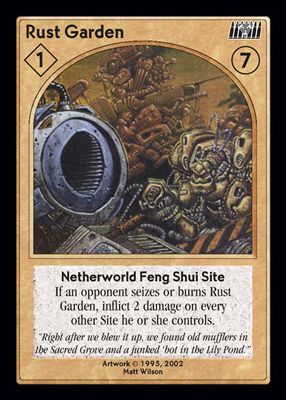 Rust Garden
1
7
Netherworld Feng Shui Site
If an opponent seizes or burns Rust
Garden, inflict 2 damage on every
other Site he or she controls.
"Right after we blew it up, we found old mufflers in
the Sacred Grove and a junked 'bot in the Lily Pond."
Artwork © 1995, 2002
Matt Wilson